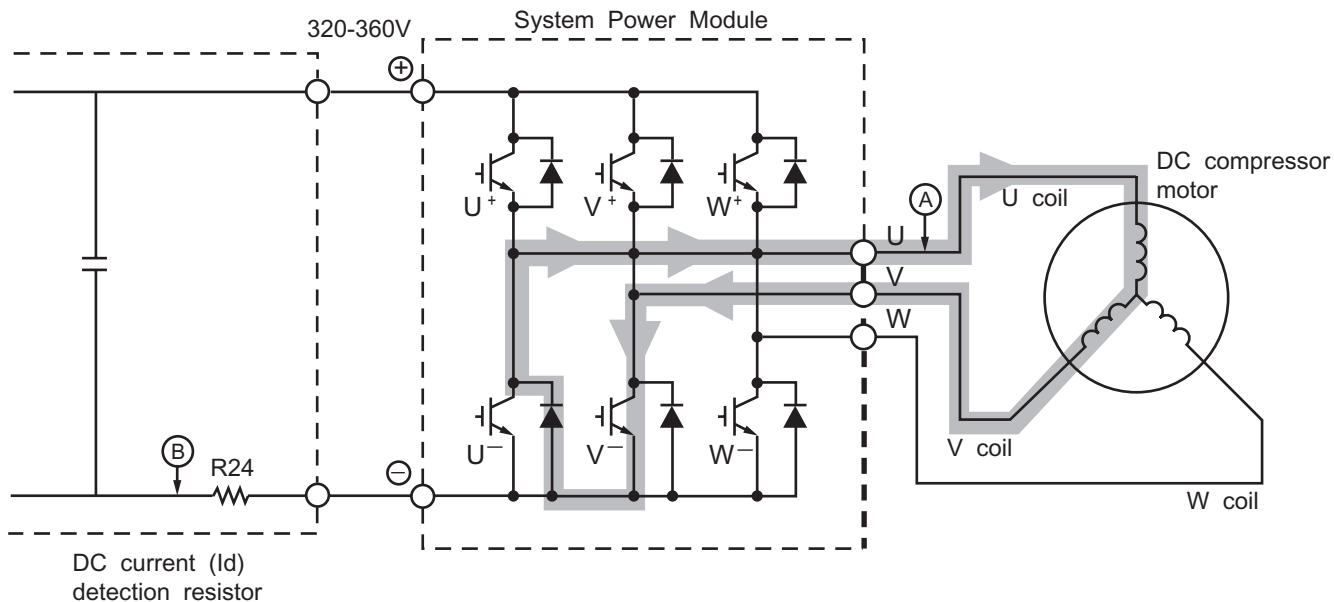 System Power Module
320-360V
+
U+
V+
W+
A
U
V
W
U coil
DC compressor
motor
U−
V−
W−
V coil
W coil
B
R24
−
DC current (Id)
detection resistor